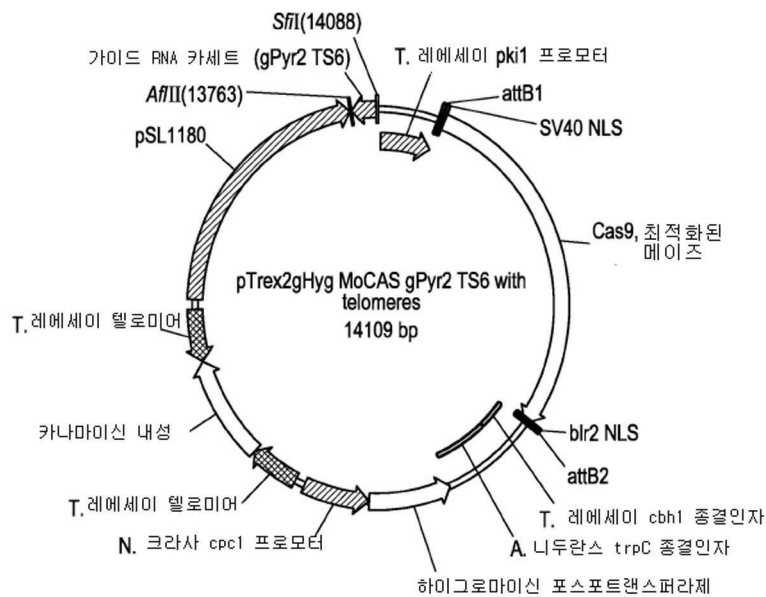 SfiI(14088)
가이드 RNA 카세트 (gPyr2 TS6)
T. 레에세이 pki1 프로모터
AflII(13763)
attB1
pSL1180
SV40 NLS
Cas9, 최적화된
메이즈
pTrex2gHyg MoCAS gPyr2 TS6 with
telomeres
14109 bp
T.레에세이 텔로미어
카나마이신 내성
blr2 NLS
attB2
T.레에세이 텔로미어
T. 레에세이 cbh1 종결인자
N. 크라사 cpc1 프로모터
A. 니두란스 trpC 종결인자
하이그로마이신 포스포트랜스퍼라제